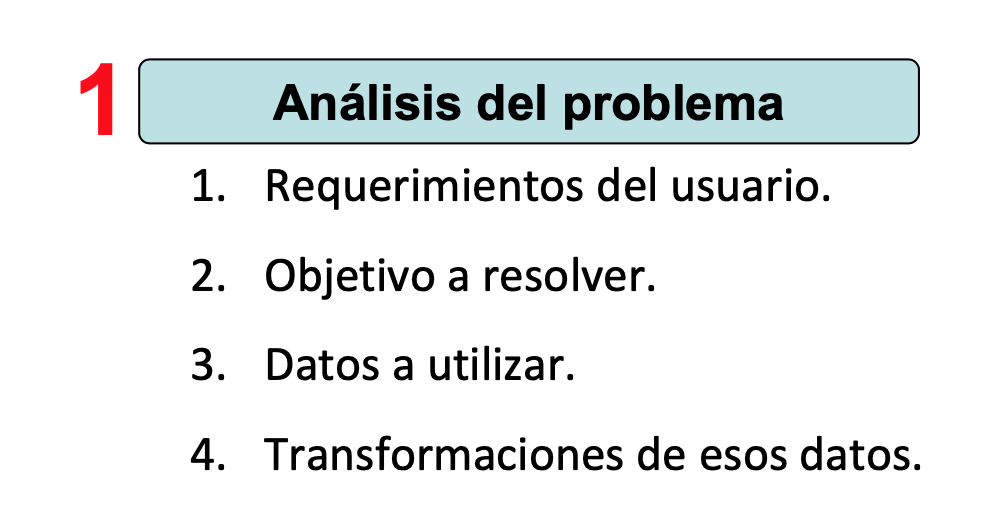 1 Análisis del problema
1. Requerimientos del usuario.
2. Objetivo a resolver.
3. Datos a utilizar.
4. Transformaciones de esos datos.